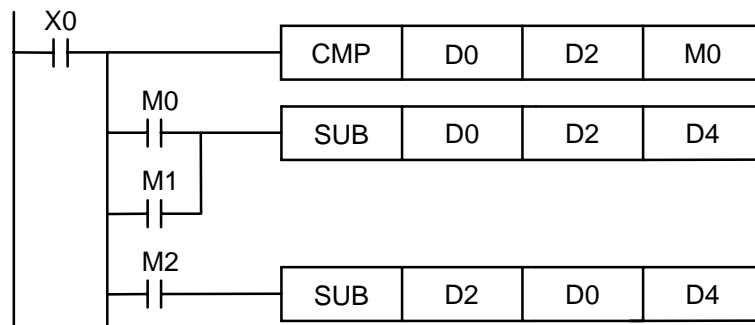 X0
CMP D0 D2 M0
M0
SUB D0 D2 D4
M1
M2
SUB D2 D0 D4